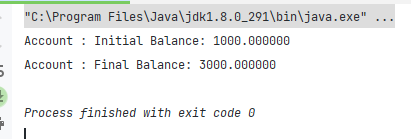 "C:\Program Files\Java\jdk1.8.0_291\bin\java.exe" ...
Account : Initial Balance: 1000.000000
Account : Final Balance: 3000.000000
Process finished with exit code 0